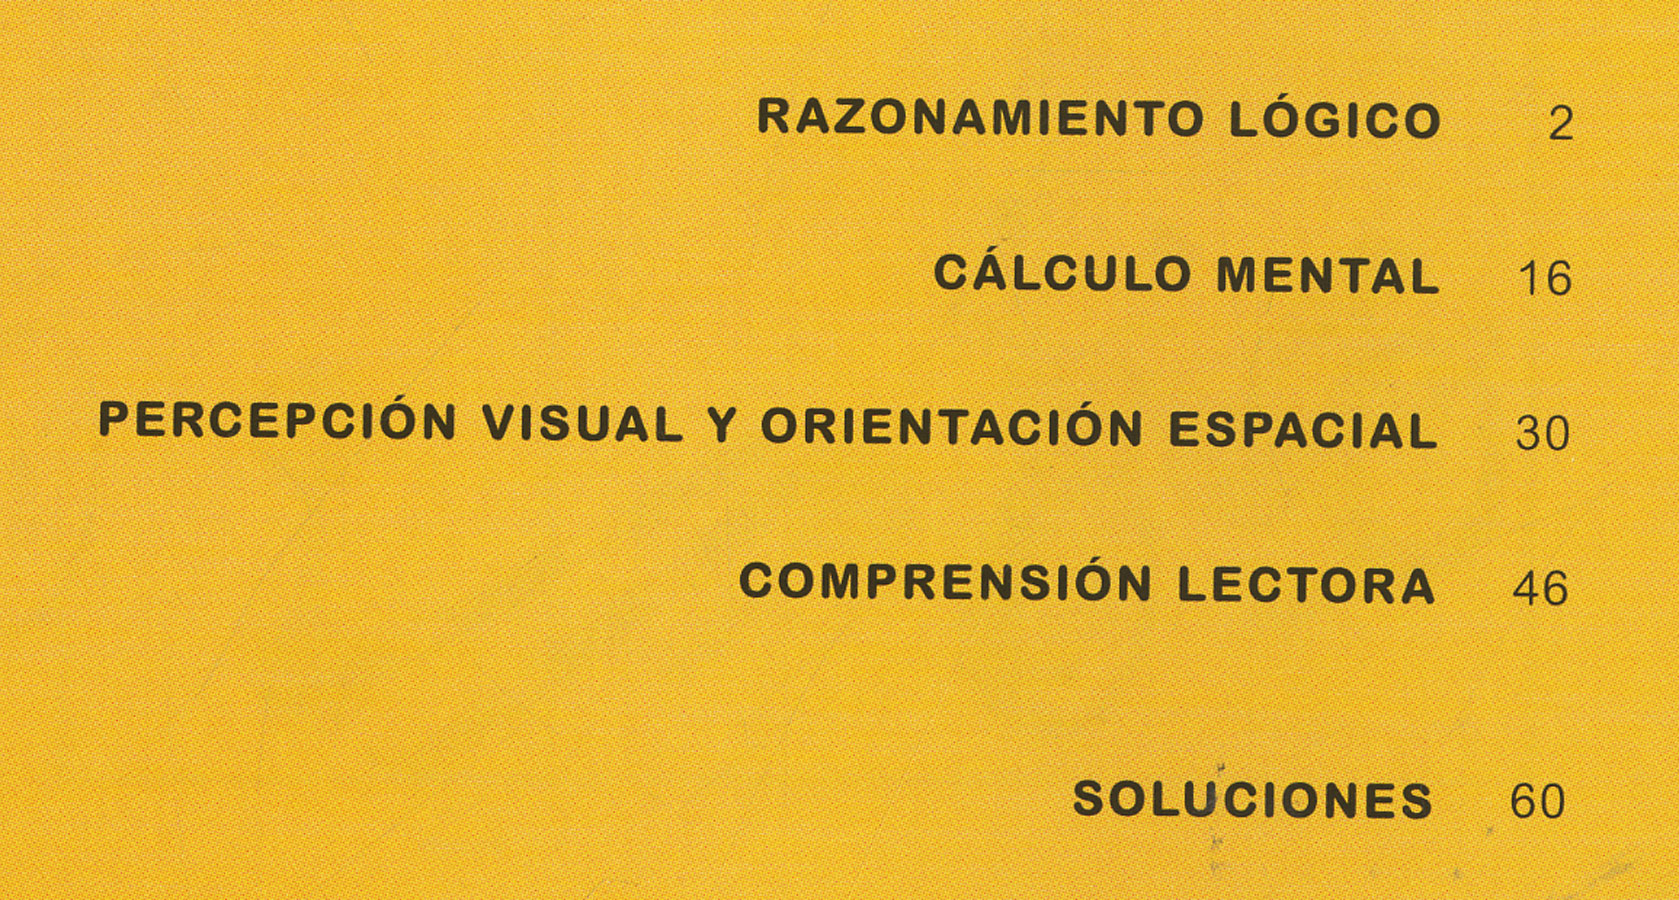 RAZONAMIENTO LÓGICO 2
CÁLCULO MENTAL 16
PERCEPCIÓN VISUAL Y ORIENTACIÓN ESPACIAL 30
COMPRENSIÓN LECTORA 46
SOLUCIONES 60